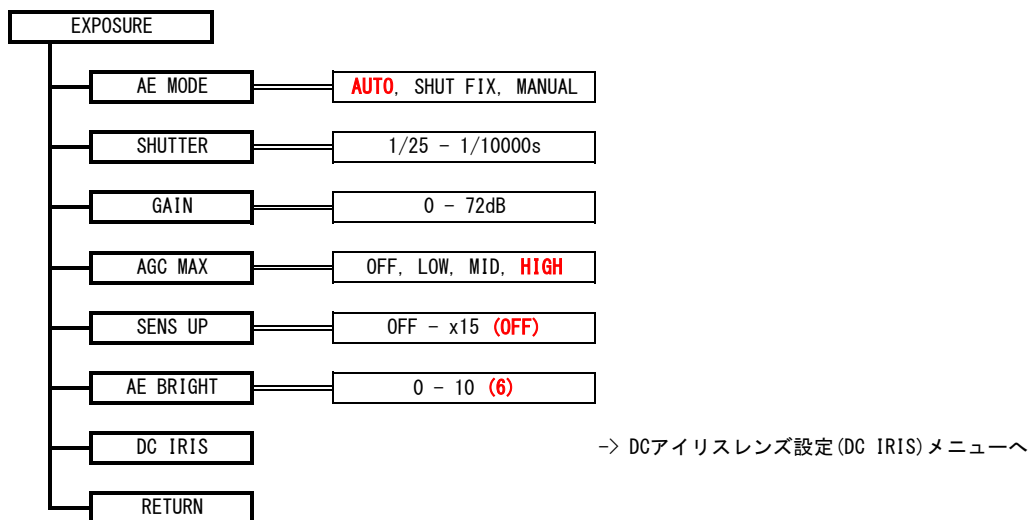 EXPOSURE
AE MODE AUTO, SHUT FIX, MANUAL
SHUTTER 1/25 - 1/10000s
GAIN 0 - 72dB
AGC MAX OFF, LOW, MID, HIGH
SENS UP OFF - x15 (OFF)
AE BRIGHT 0 - 10 (6)
DC IRIS -> DCアイリスレンズ設定(DC IRIS)メニューへ
RETURN